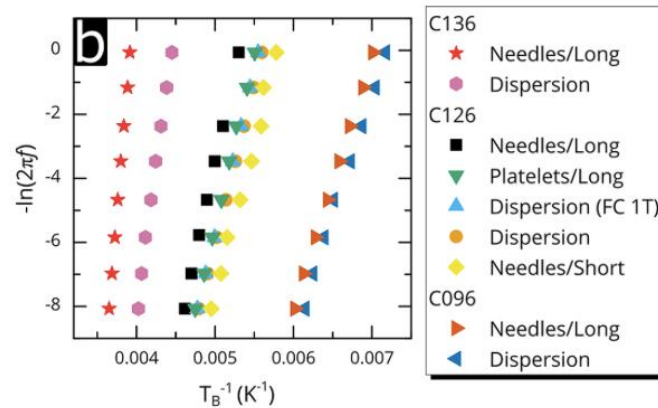 b
-ln(2πf)
0
-2
-4
-6
-8
0.004 0.005 0.006 0.007
T_B^-1 (K^-1)
C136
Needles/Long
Dispersion
C126
Needles/Long
Platelets/Long
Dispersion (FC 1T)
Dispersion
Needles/Short
C096
Needles/Long
Dispersion